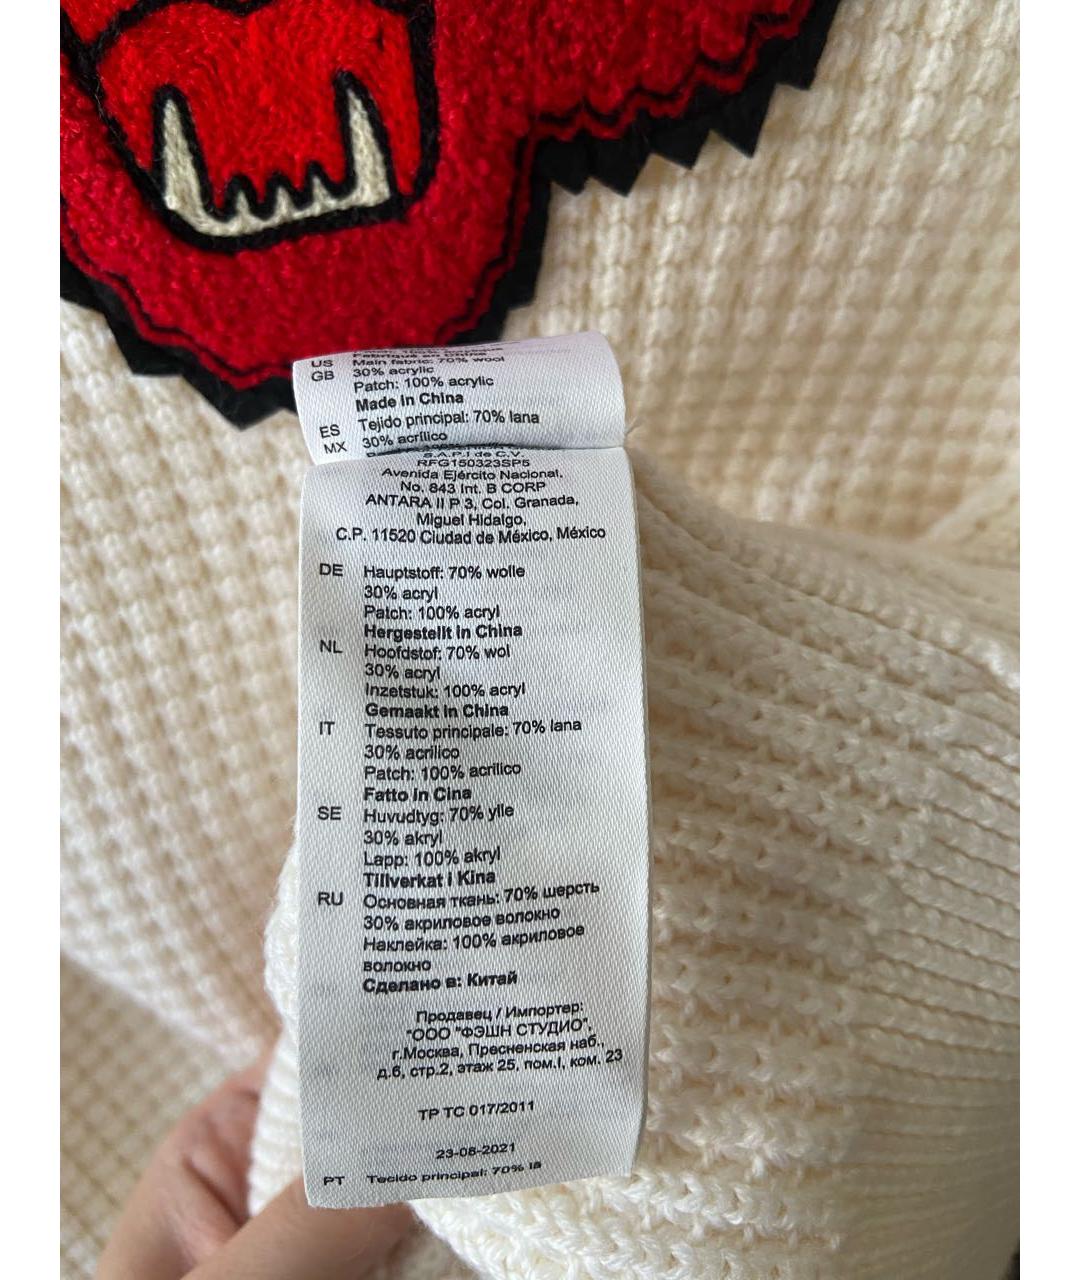 Fabriqué en China
US Main fabric: 70% wool
GB 30% acrylic
Patch: 100% acrylic
Made in China
ES Tejido principal: 70% lana
MX 30% acrílico
S.A.P.I de C.V.
RFG150323SP5
Avenida Ejército Nacional,
No. 843 Int. B CORP
ANTARA II P 3, Col. Granada,
Miguel Hidalgo,
C.P. 11520 Ciudad de México, México
DE Hauptstoff: 70% wolle
30% acryl
Patch: 100% acryl
Hergestellt in China
NL Hoofdstof: 70% wol
30% acryl
Inzetstuk: 100% acryl
Gemaakt in China
IT Tessuto principale: 70% lana
30% acrilico
Patch: 100% acrilico
Fatto in Cina
SE Huvudtyg: 70% ylle
30% akryl
Lapp: 100% akryl
Tillverkat i Kina
RU Основная ткань: 70% шерсть
30% акриловое волокно
Наклейка: 100% акриловое
волокно
Сделано в: Китай
Продавец / Импортер:
"ООО "ФЭШН СТУДИО",
г.Москва, Пресненская наб.,
д.6, стр.2, этаж 25, пом.I, ком. 23
ТР ТС 017/2011
23-08-2021
PT Tecido principal: 70% lã